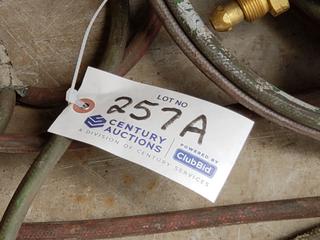 LOT NO
257A
CENTURY
AUCTIONS
A DIVISION OF CENTURY SERVICES
POWERED BY
ClubBid